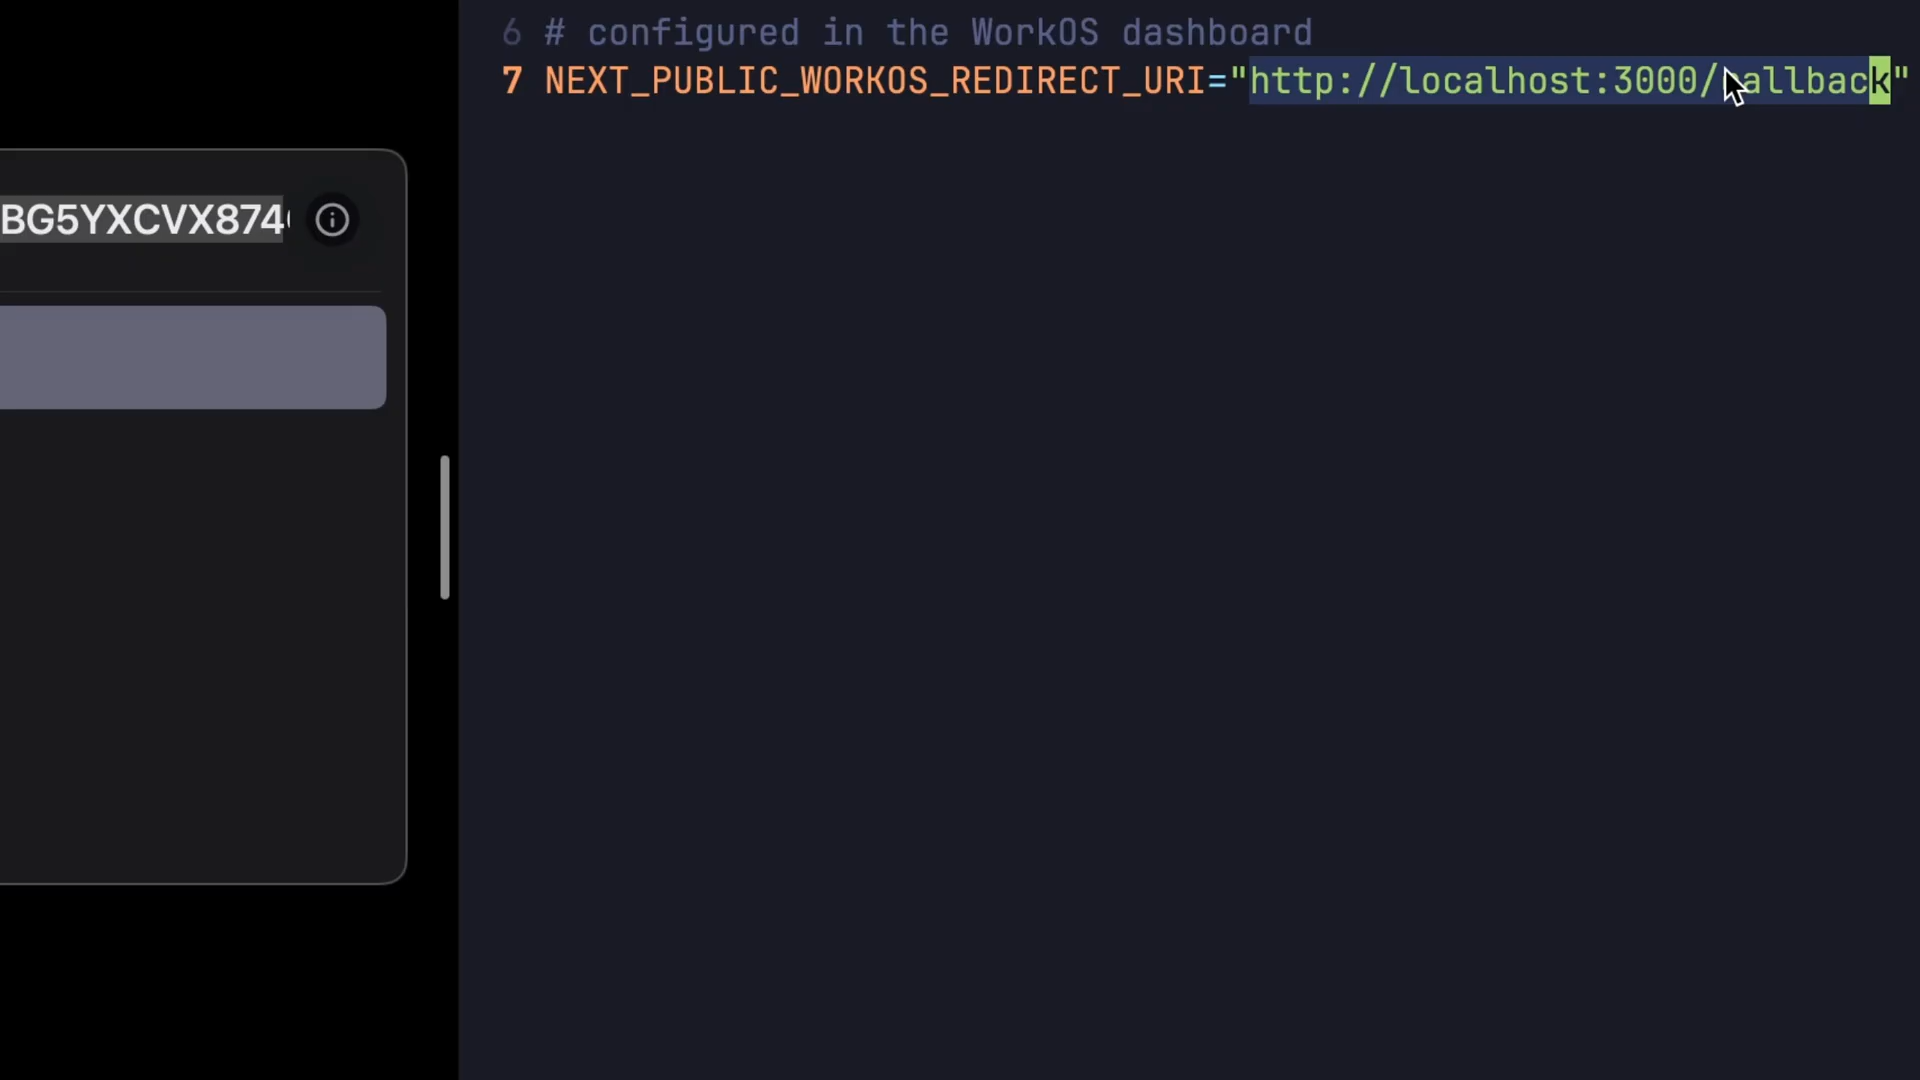 6 # configured in the WorkOS dashboard
7 NEXT_PUBLIC_WORKOS_REDIRECT_URI="http://localhost:3000/callback"
BG5YXCVX874